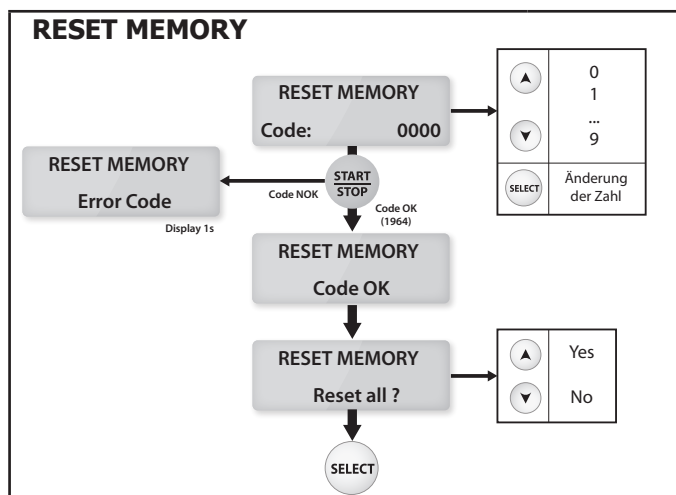 RESET MEMORY
RESET MEMORY
Code: 0000
0
1
...
9
SELECT
Änderung
der Zahl
START
STOP
RESET MEMORY
Error Code
Code NOK
Display 1s
Code OK
(1964)
RESET MEMORY
Code OK
RESET MEMORY
Reset all ?
Yes
No
SELECT